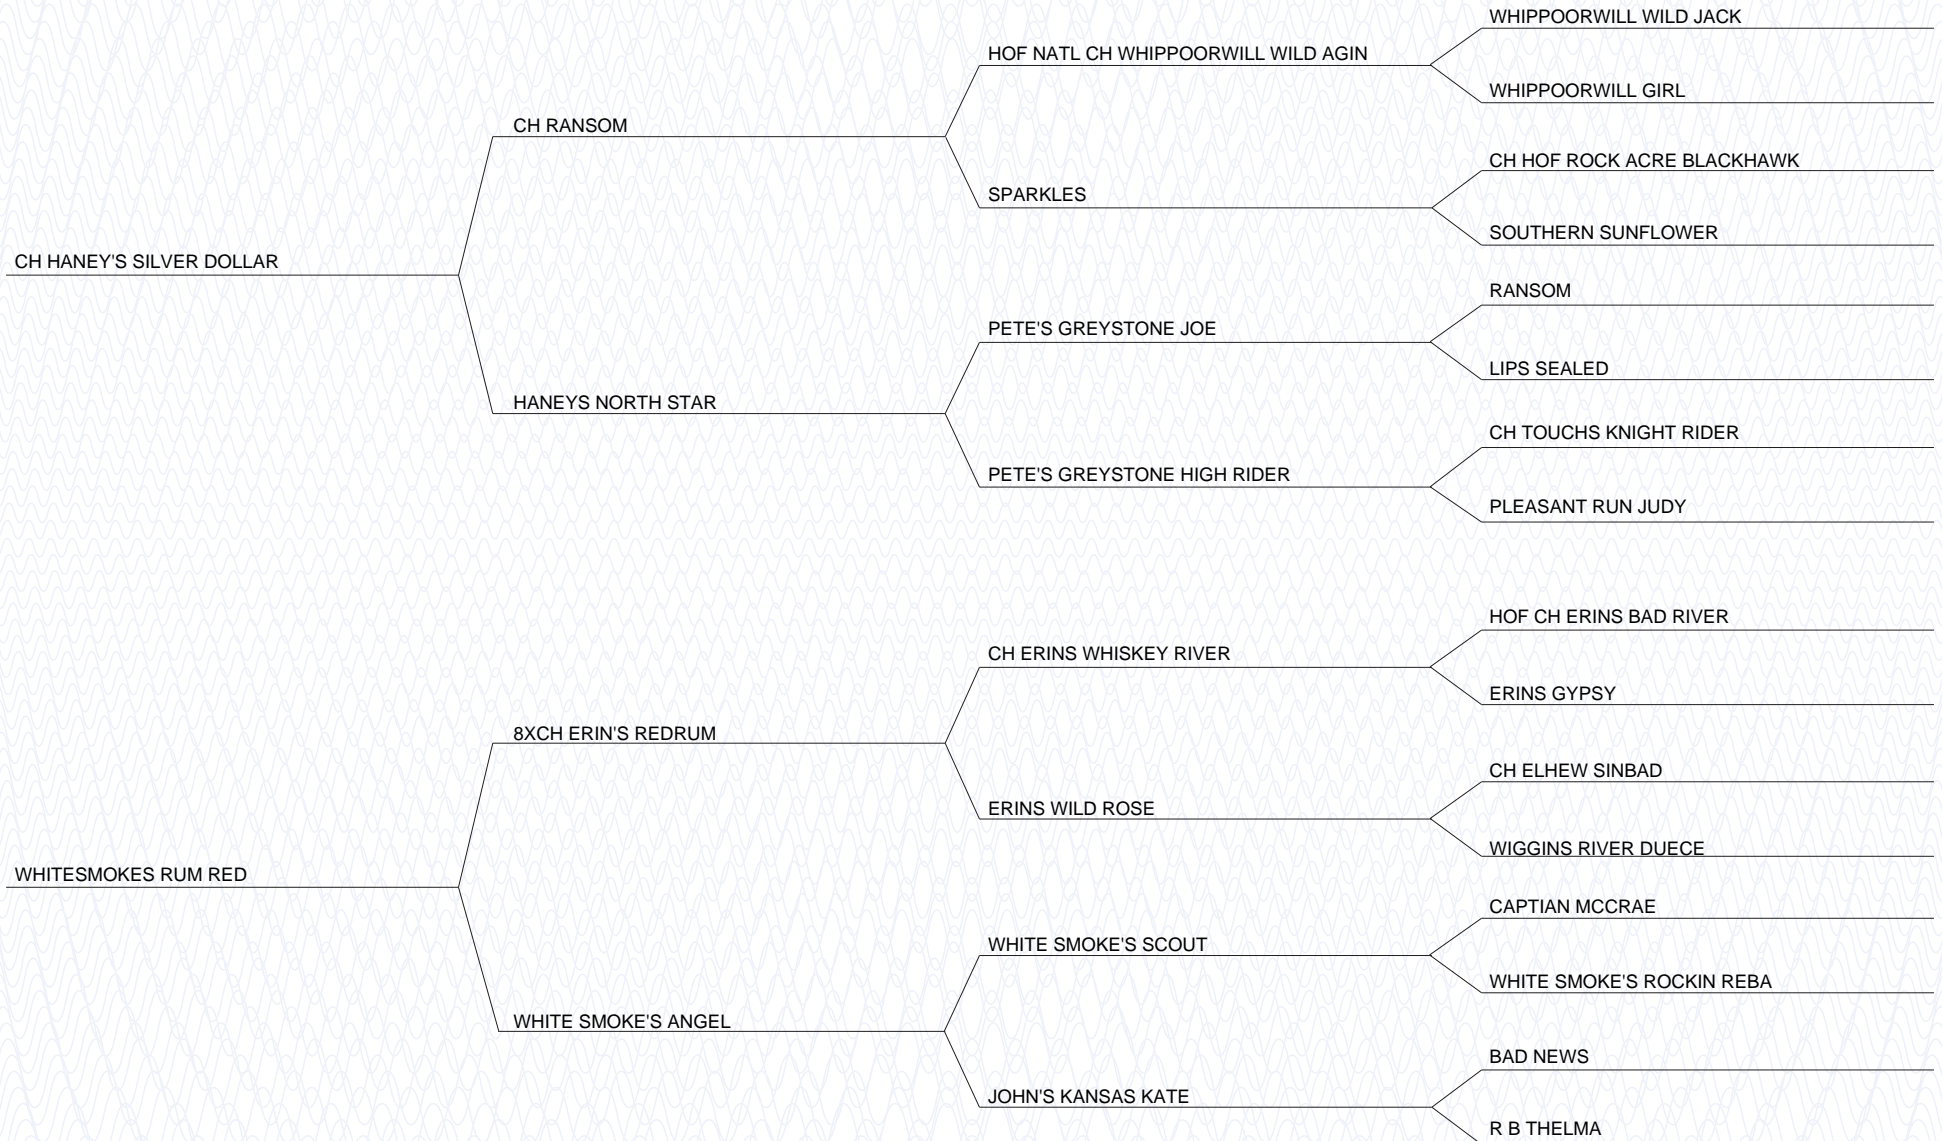 WHIPPOORWILL WILD JACK
HOF NATL CH WHIPPOORWILL WILD AGIN
WHIPPOORWILL GIRL
CH RANSOM
CH HOF ROCK ACRE BLACKHAWK
SPARKLES
SOUTHERN SUNFLOWER
CH HANEY'S SILVER DOLLAR
RANSOM
PETE'S GREYSTONE JOE
LIPS SEALED
HANEYS NORTH STAR
CH TOUCHS KNIGHT RIDER
PETE'S GREYSTONE HIGH RIDER
PLEASANT RUN JUDY
HOF CH ERINS BAD RIVER
CH ERINS WHISKEY RIVER
ERINS GYPSY
8XCH ERIN'S REDRUM
CH ELHEW SINBAD
ERINS WILD ROSE
WIGGINS RIVER DUECE
WHITESMOKES RUM RED
CAPTIAN MCCRAE
WHITE SMOKE'S SCOUT
WHITE SMOKE'S ROCKIN REBA
WHITE SMOKE'S ANGEL
BAD NEWS
JOHN'S KANSAS KATE
R B THELMA